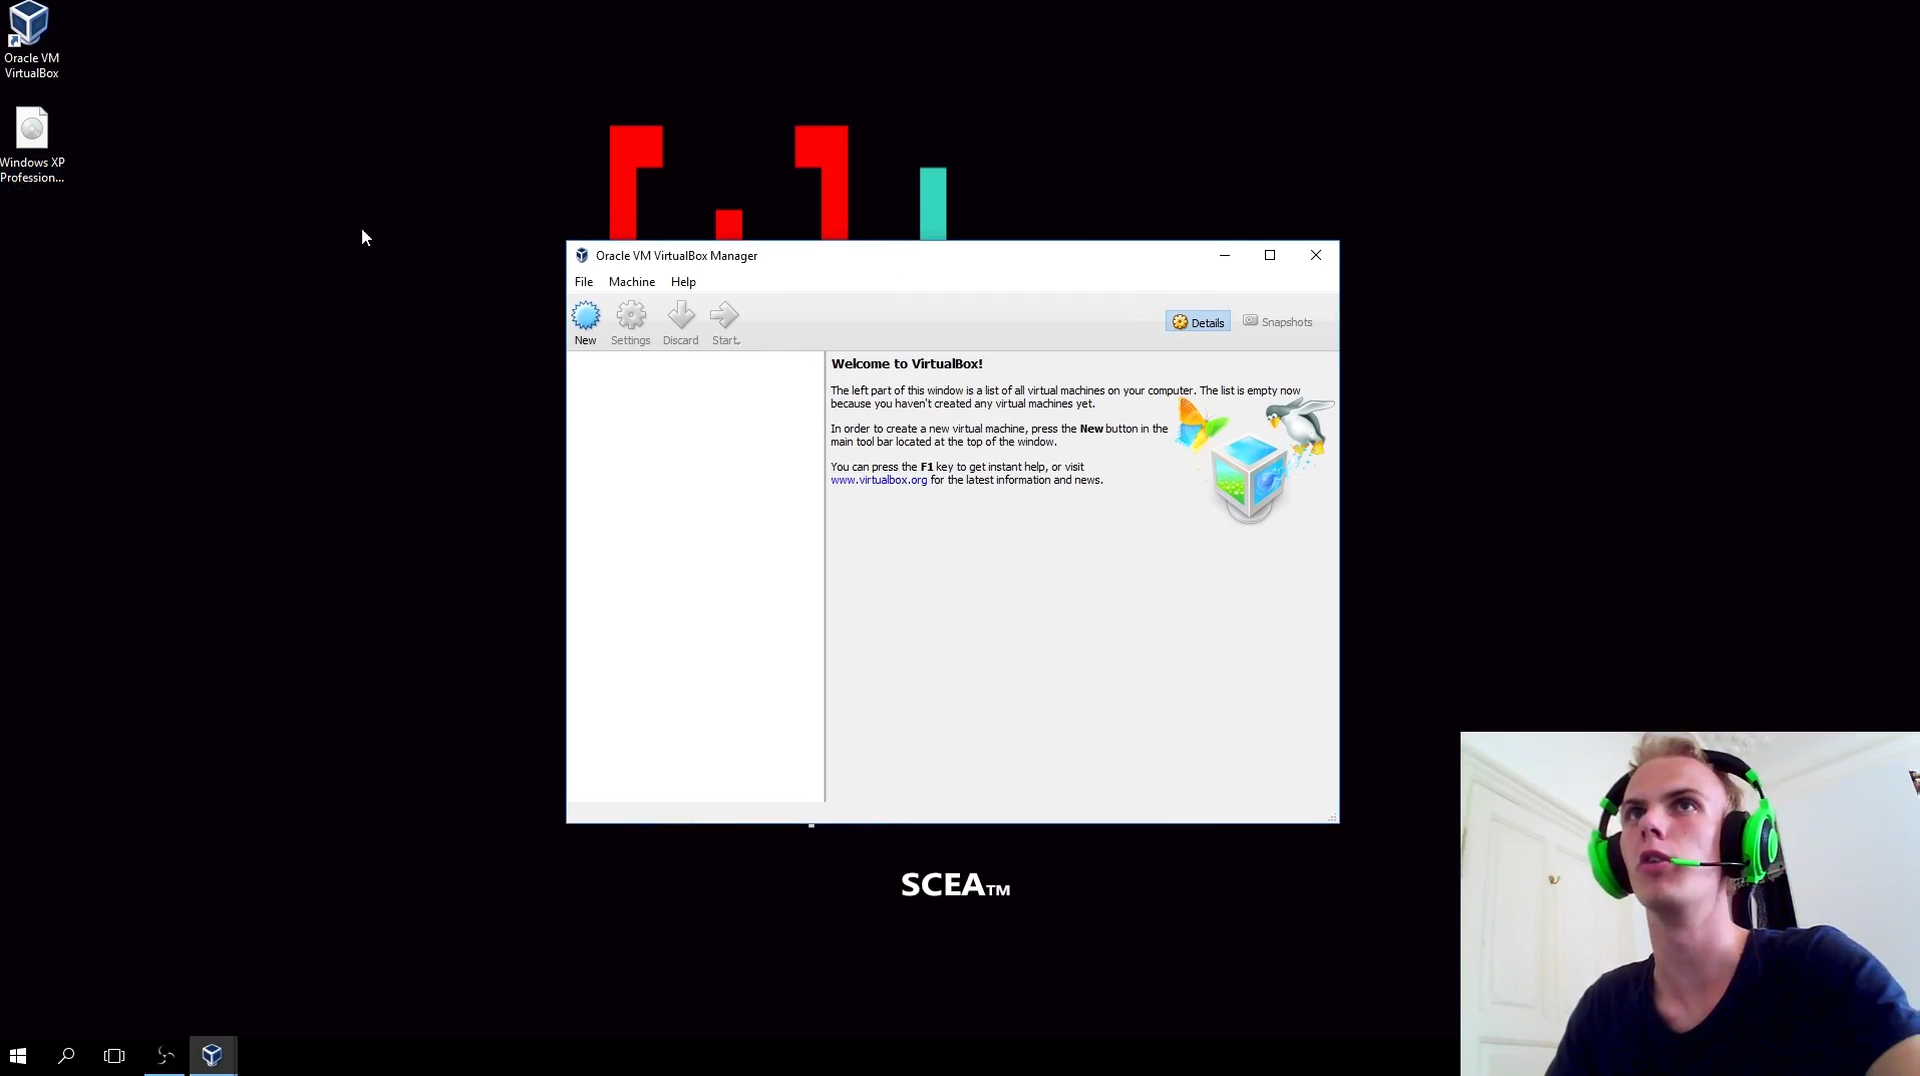 Oracle VM
VirtualBox
Windows XP
Profession...
Oracle VM VirtualBox Manager
File Machine Help
New Settings Discard Start
Details Snapshots
Welcome to VirtualBox!
The left part of this window is a list of all virtual machines on your computer. The list is empty now
because you haven't created any virtual machines yet.
In order to create a new virtual machine, press the New button in the
main tool bar located at the top of the window.
You can press the F1 key to get instant help, or visit
www.virtualbox.org for the latest information and news.
SCEA™